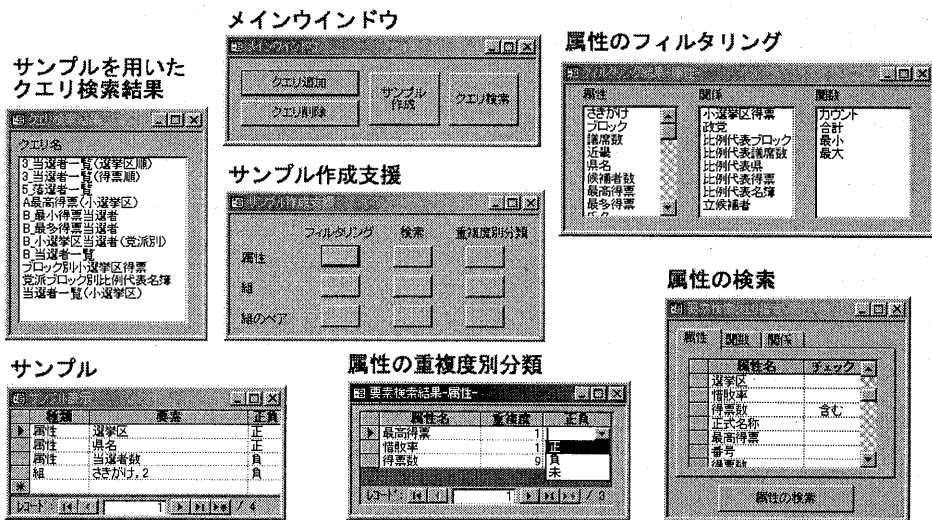 メインウインドウ
クエリ追加
クエリ削除
サンプル
作成
クエリ検索
属性のフィルタリング
属性
さきがけ
ブロック
議席数
近畿
県名
候補者数
最高得票
最多得票
関係
小選挙区得票
政党
比例代表ブロック
比例代表議席数
比例代表県
比例代表得票
比例代表名簿
立候補者
関数
カウント
合計
最小
最大
サンプルを用いた
クエリ検索結果
クエリ名
3_当選者一覧(選挙区順)
3_当選者一覧(得票順)
5_落選者一覧
A最高得票(小選挙区)
B_最小得票当選者
B_最多得票当選者
B_小選挙区当選者(党派別)
B_当選者一覧
ブロック別小選挙区得票
党派ブロック別比例代表名簿
当選者一覧(小選挙区)
サンプル作成支援
フィルタリング 検索 重複度別分類
属性
組
組のペア
属性の検索
属性 関数 関係
属性名 チェック
選挙区
惜敗率
得票数 含む
正式名称
最高得票
番号
得票数
属性の検索
サンプル
種類 要素 正負
属性 選挙区 正
属性 県名 正
属性 当選者数 負
組 さきがけ, 2 負
レコード: 1 / 4
属性の重複度別分類
要素検索結果-属性-
属性名 重複度 正負
最高得票 1
惜敗率 1
得票数 9
正
負
未
レコード: 1 / 3